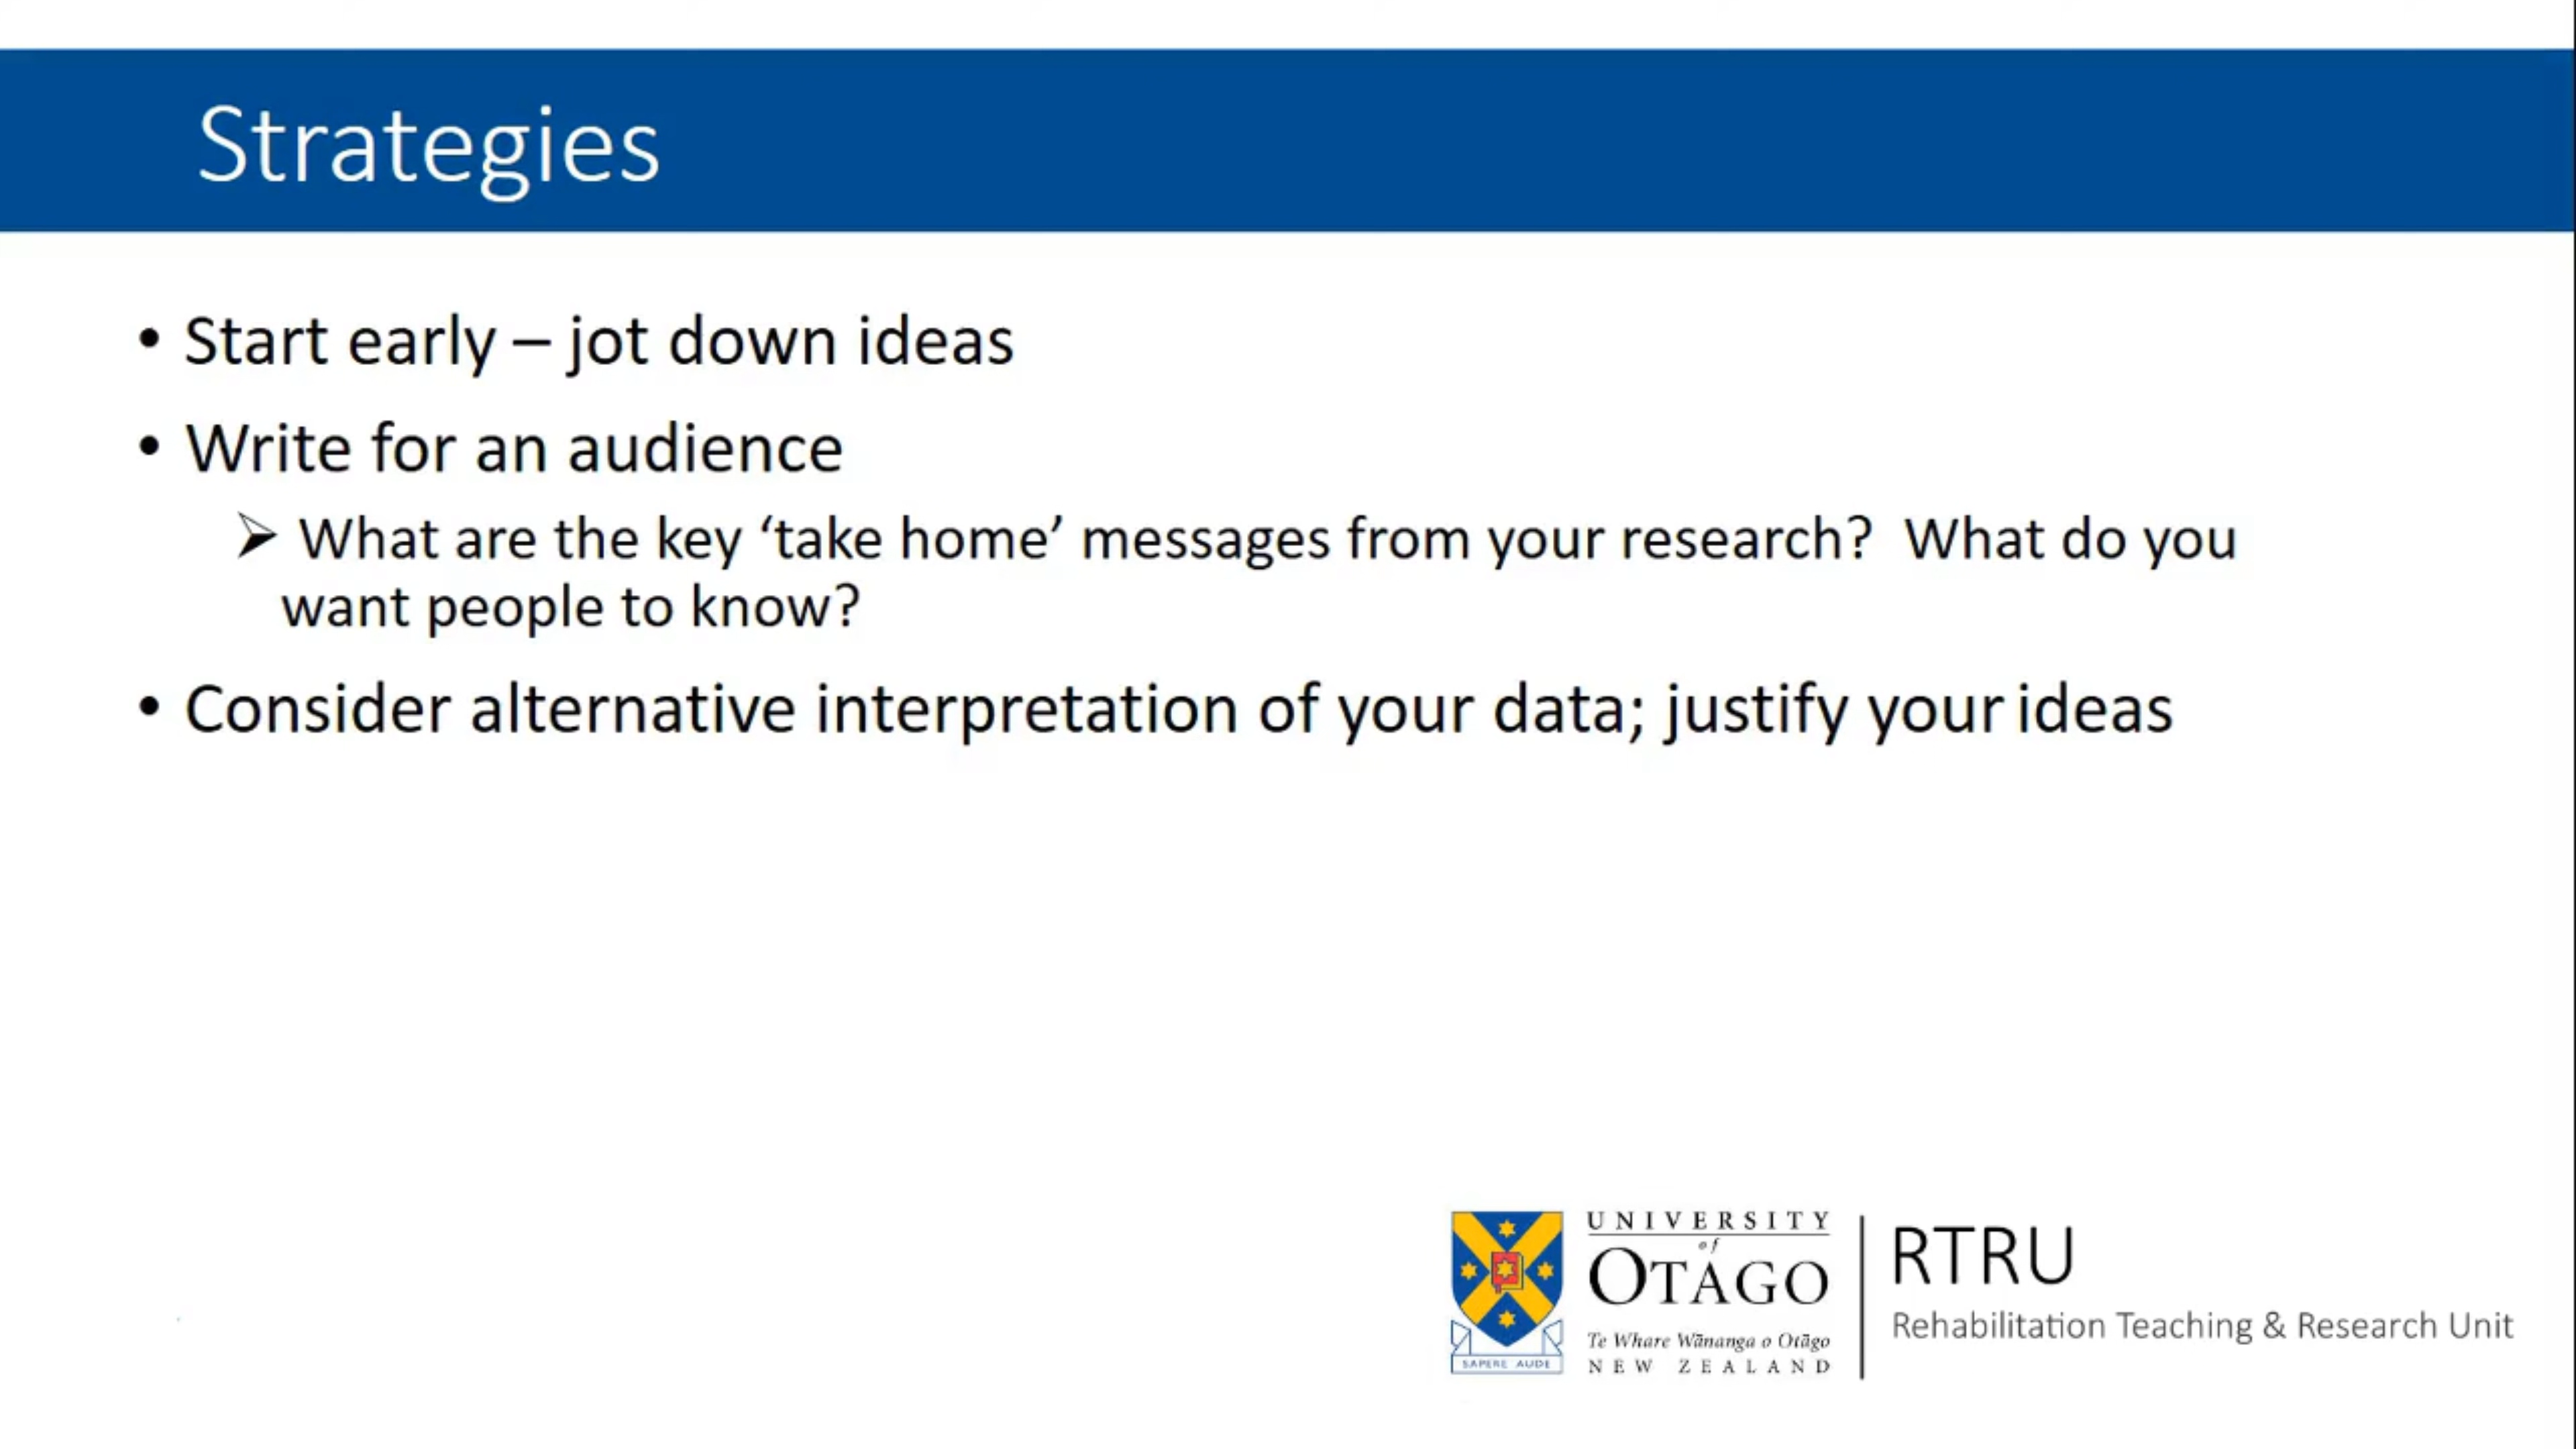 Strategies
• Start early – jot down ideas
• Write for an audience
➢ What are the key ‘take home’ messages from your research?  What do you
want people to know?
• Consider alternative interpretation of your data; justify your ideas
UNIVERSITY
of
OTAGO
Te Whare Wānanga o Otāgo
NEW ZEALAND
SAPERE AUDE
RTRU
Rehabilitation Teaching & Research Unit